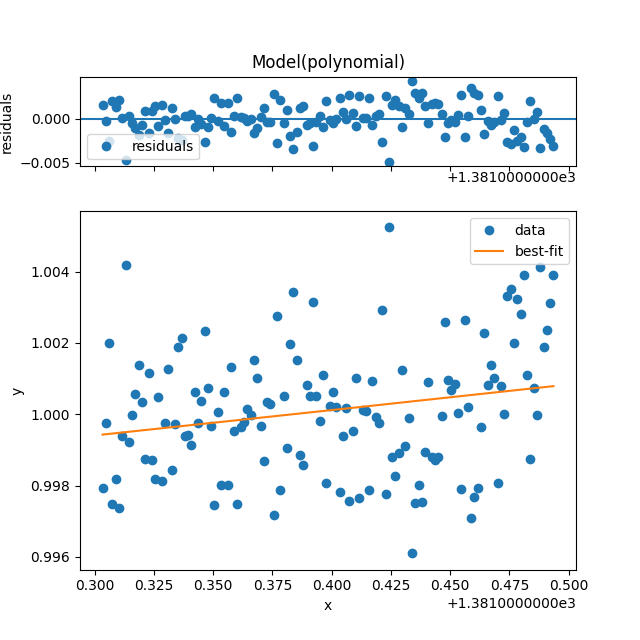 Model(polynomial)
residuals
0.000
−0.005
residuals
+1.3810000000e3
y
1.004
1.002
1.000
0.998
0.996
data
best-fit
0.300 0.325 0.350 0.375 0.400 0.425 0.450 0.475 0.500
x
+1.3810000000e3